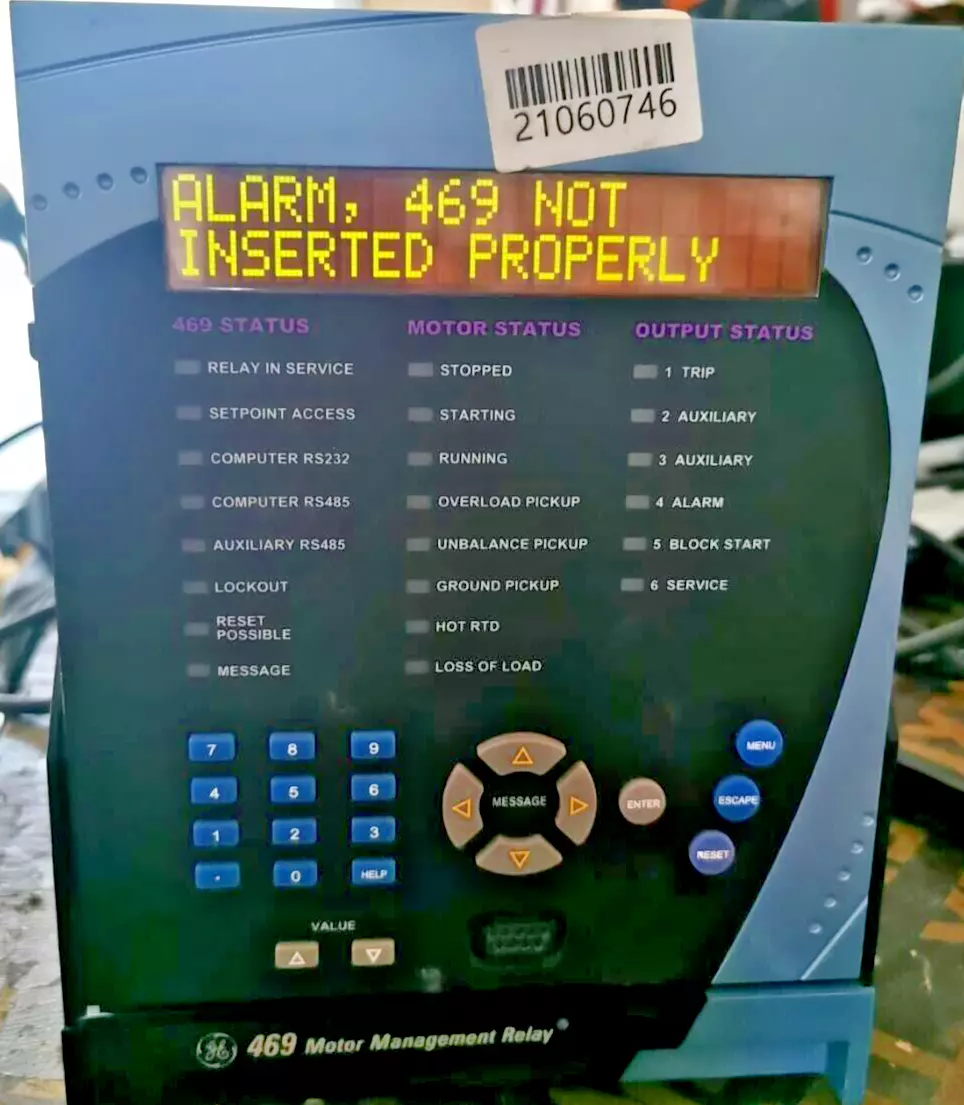 21060746
ALARM, 469 NOT
INSERTED PROPERLY
469 STATUS
RELAY IN SERVICE
SETPOINT ACCESS
COMPUTER RS232
COMPUTER RS485
AUXILIARY RS485
LOCKOUT
RESET
POSSIBLE
MESSAGE
MOTOR STATUS
STOPPED
STARTING
RUNNING
OVERLOAD PICKUP
UNBALANCE PICKUP
GROUND PICKUP
HOT RTD
LOSS OF LOAD
OUTPUT STATUS
1 TRIP
2 AUXILIARY
3 AUXILIARY
4 ALARM
5 BLOCK START
6 SERVICE
7 8 9
4 5 6
1 2 3
. 0 HELP
VALUE
MESSAGE
ENTER
MENU
ESCAPE
RESET
GE 469 Motor Management Relay